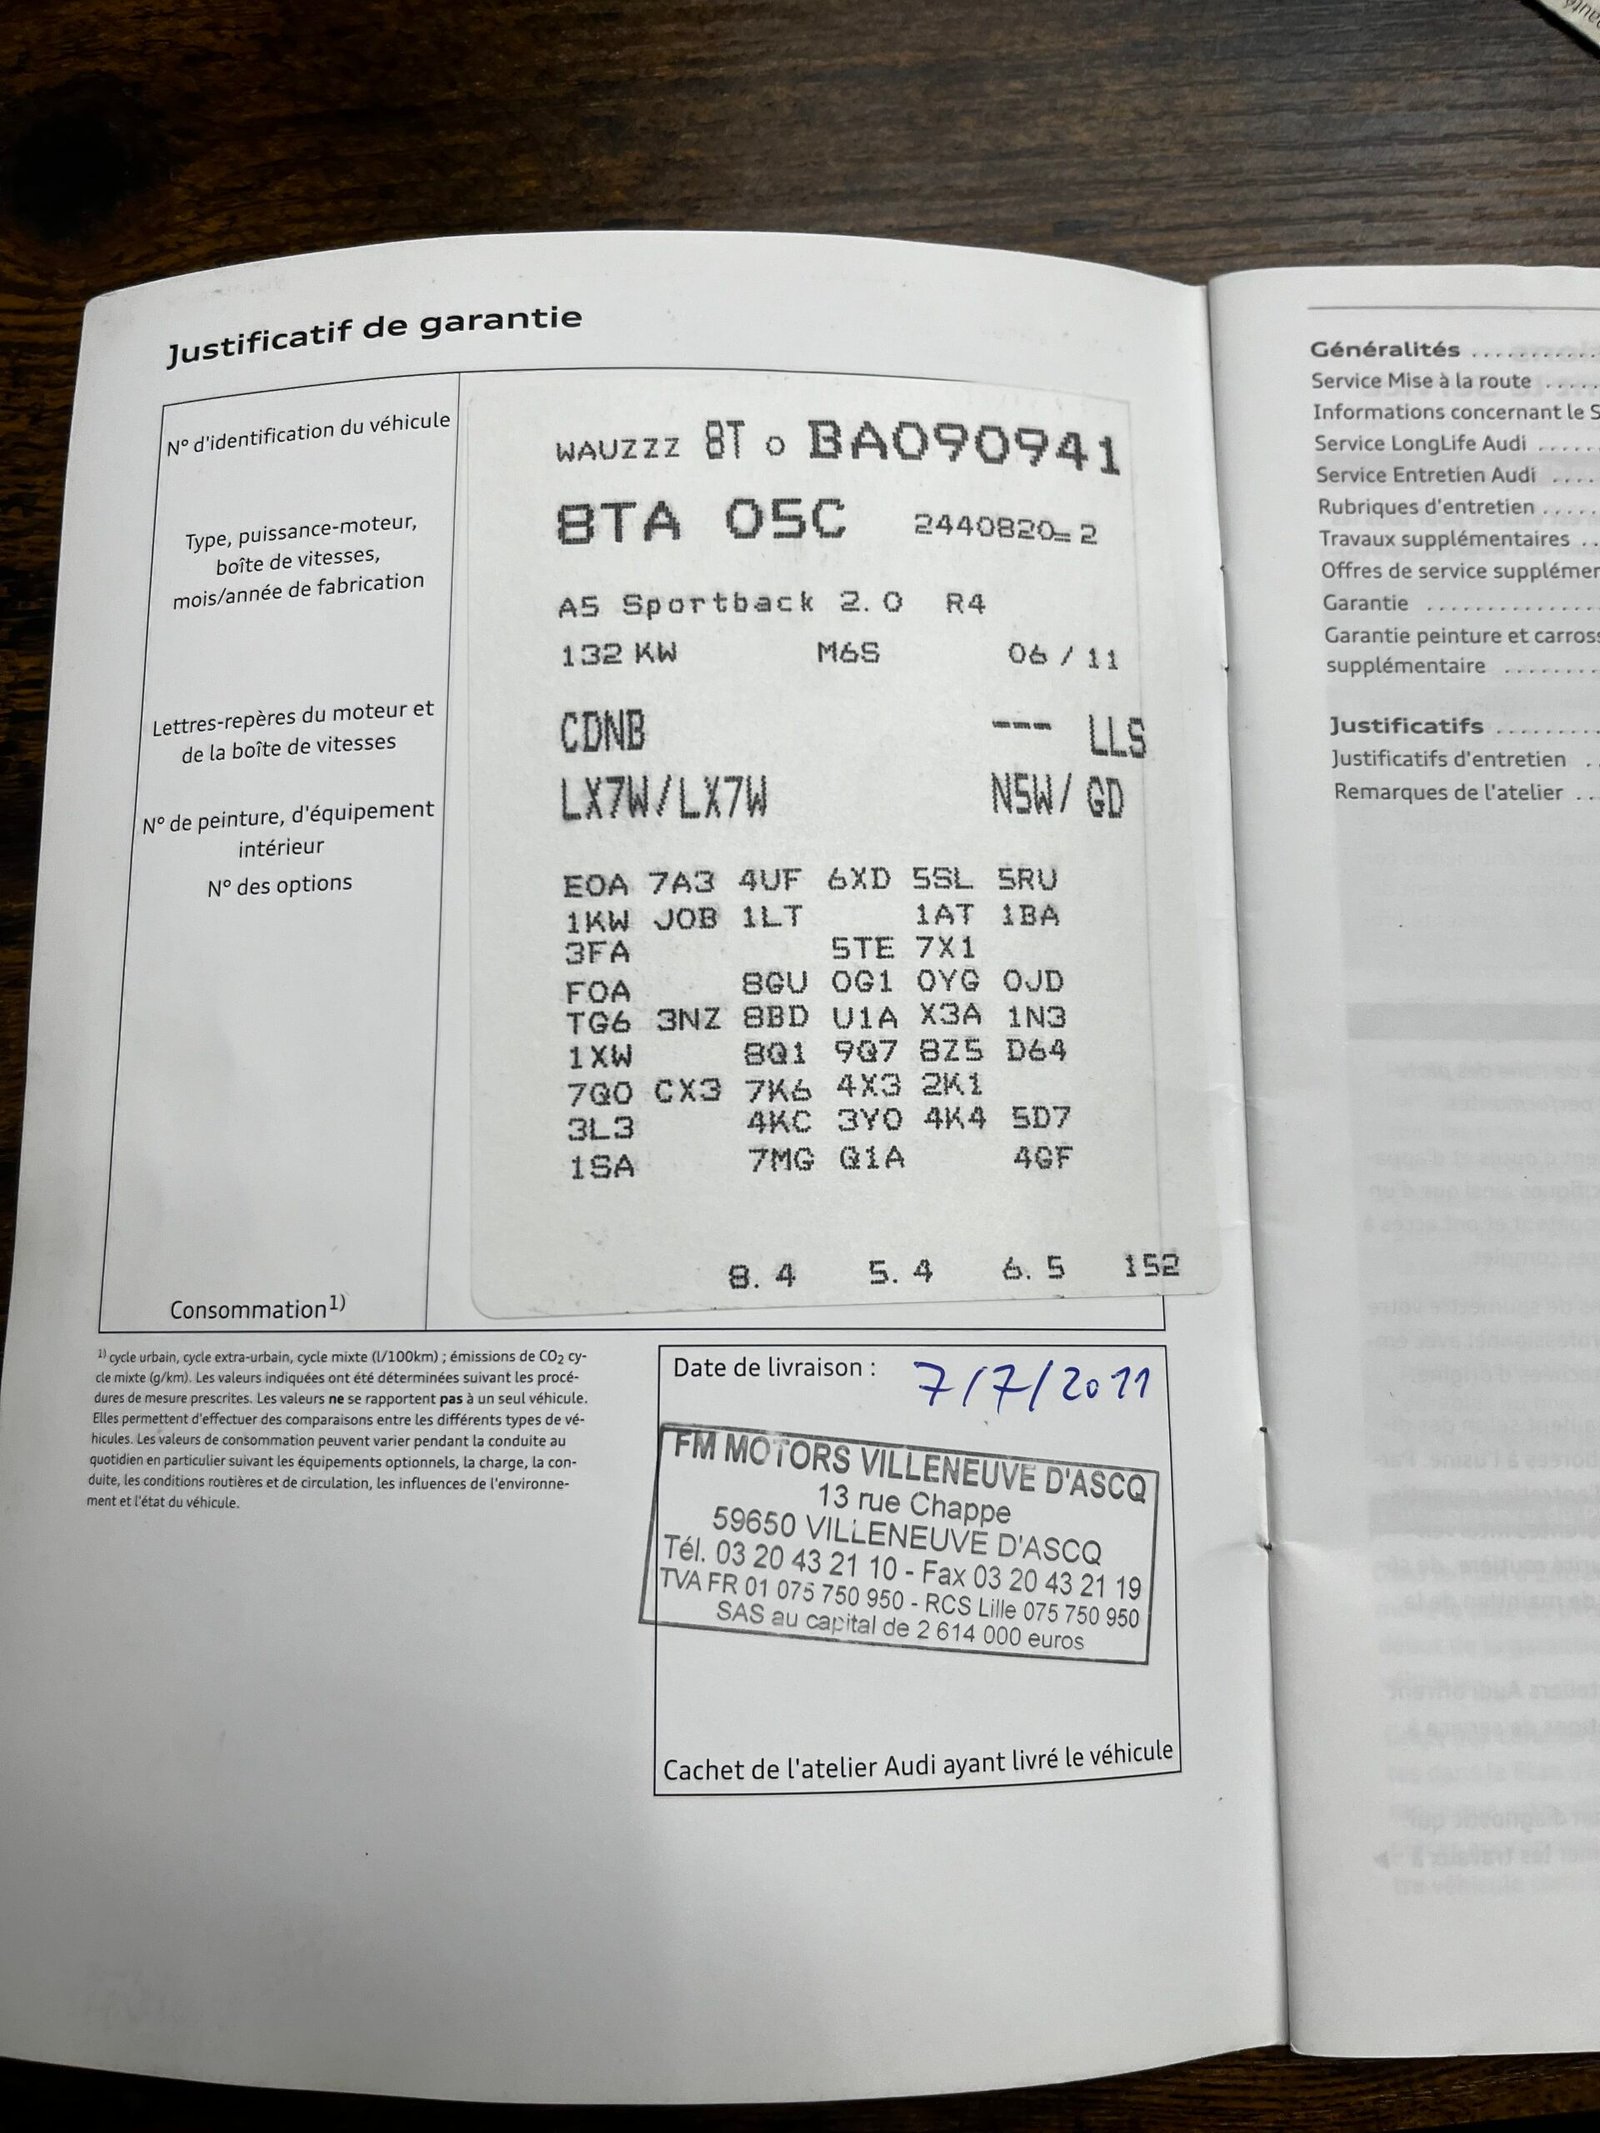 Justificatif de garantie
N° d'identification du véhicule
WAUZZZ 8T 0 BA090941
8TA 05C 2440820=2
Type, puissance-moteur,
boîte de vitesses,
mois/année de fabrication
A5 Sportback 2.0 R4
132 KW M6S 06/11
Lettres-repères du moteur et
de la boîte de vitesses
CDNB --- LLS
LX7W/LX7W N5W/ GD
N° de peinture, d'équipement
intérieur
N° des options
E0A 7A3 4UF 6XD 5SL 5RU
1KW J0B 1LT 1AT 1BA
3FA 5TE 7X1
F0A 8GU 0G1 0YG 0JD
TG6 3NZ 8BD U1A X3A 1N3
1XW 8Q1 9Q7 8Z5 D64
7Q0 CX3 7K6 4X3 2K1
3L3 4KC 3Y0 4K4 5D7
1SA 7MG Q1A 4GF
Consommation1)
8.4 5.4 6.5 152
1) cycle urbain, cycle extra-urbain, cycle mixte (l/100km) ; émissions de CO2 cy-
cle mixte (g/km). Les valeurs indiquées ont été déterminées suivant les procé-
dures de mesure prescrites. Les valeurs ne se rapportent pas à un seul véhicule.
Elles permettent d'effectuer des comparaisons entre les différents types de vé-
hicules. Les valeurs de consommation peuvent varier pendant la conduite au
quotidien en particulier suivant les équipements optionnels, la charge, la con-
duite, les conditions routières et de circulation, les influences de l'environne-
ment et l'état du véhicule.
Date de livraison : 7/7/2011
FM MOTORS VILLENEUVE D'ASCQ
13 rue Chappe
59650 VILLENEUVE D'ASCQ
Tél. 03 20 43 21 10 - Fax 03 20 43 21 19
TVA FR 01 075 750 950 - RCS Lille 075 750 950
SAS au capital de 2 614 000 euros
Cachet de l'atelier Audi ayant livré le véhicule
Généralités ...........
Service Mise à la route .....
Informations concernant le S
Service LongLife Audi ......
Service Entretien Audi ....
Rubriques d'entretien .....
Travaux supplémentaires ..
Offres de service supplémen
Garantie ..............
Garantie peinture et carross
supplémentaire .........
Justificatifs .........
Justificatifs d'entretien .
Remarques de l'atelier ..